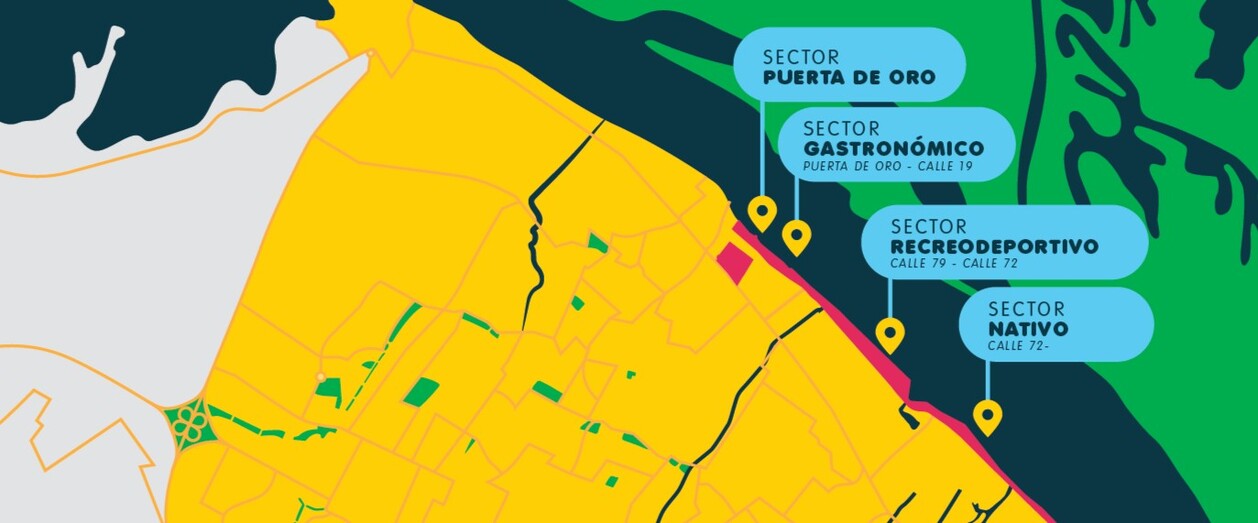 SECTOR
PUERTA DE ORO
SECTOR
GASTRONÓMICO
PUERTA DE ORO - CALLE 19
SECTOR
RECREODEPORTIVO
CALLE 79 - CALLE 72
SECTOR
NATIVO
CALLE 72-